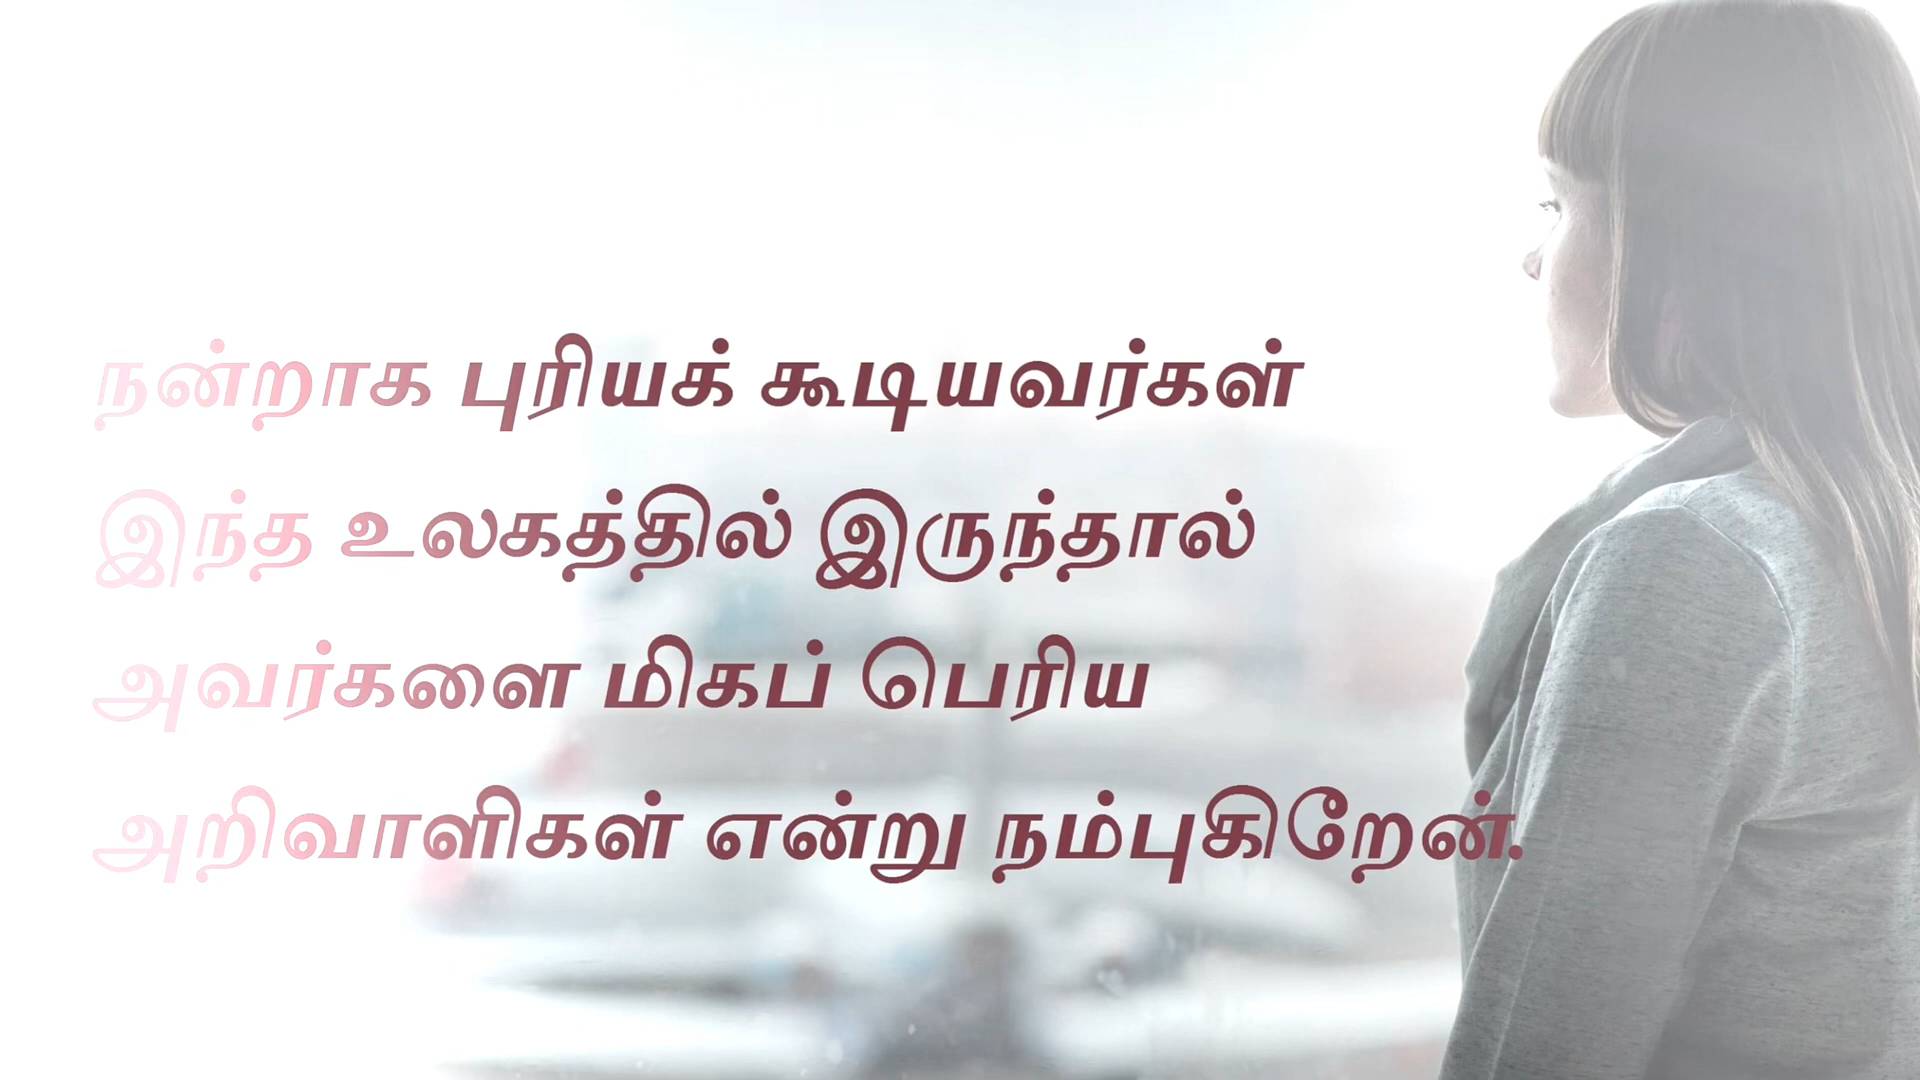 நன்றாக புரியக் கூடியவர்கள்
இந்த உலகத்தில் இருந்தால்
அவர்களை மிகப் பெரிய
அறிவாளிகள் என்று நம்புகிறேன்.